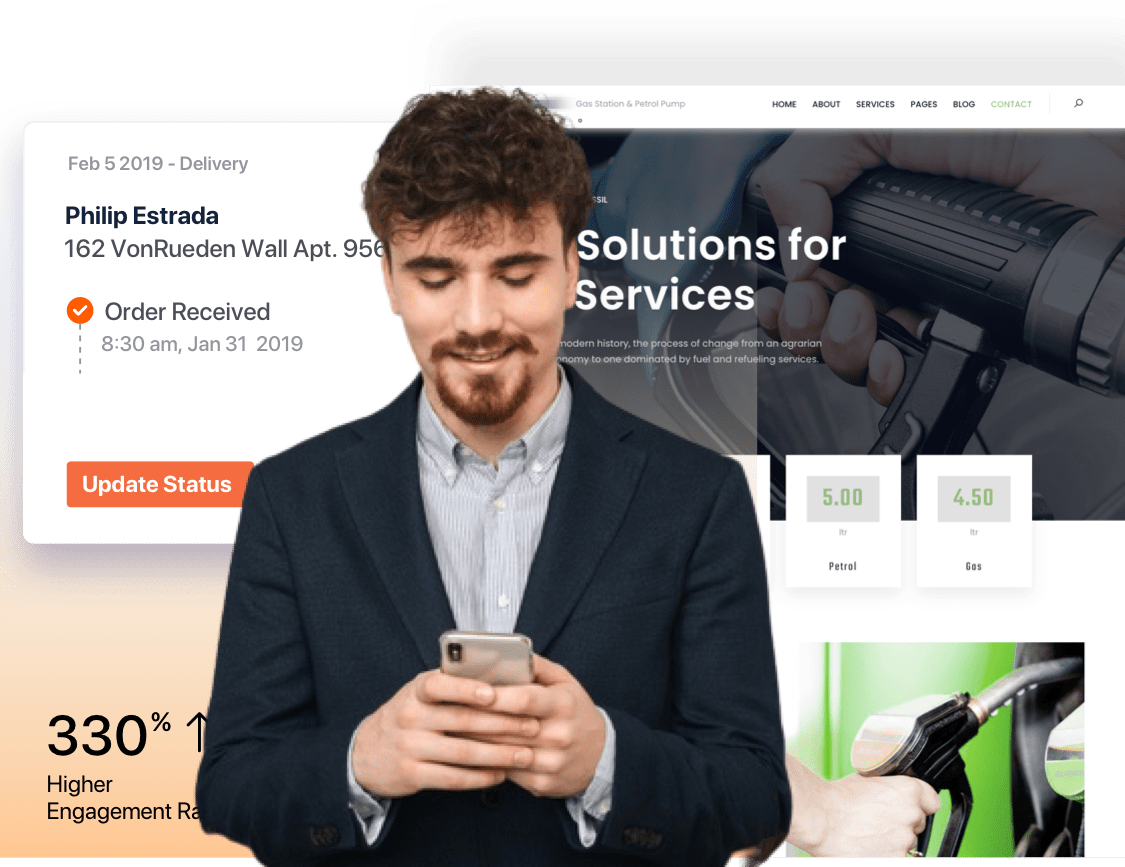 Gas Station & Petrol Pump
HOME ABOUT SERVICES PAGES BLOG CONTACT
Feb 5 2019 - Delivery
Philip Estrada
162 VonRueden Wall Apt. 956
Order Received
8:30 am, Jan 31 2019
Update Status
330% ↑
Higher
Engagement
SSIL
Solutions for
Services
modern history, the process of change from an agrarian
onomy to one dominated by fuel and refueling services.
5.00
ltr
Petrol
4.50
ltr
Gas